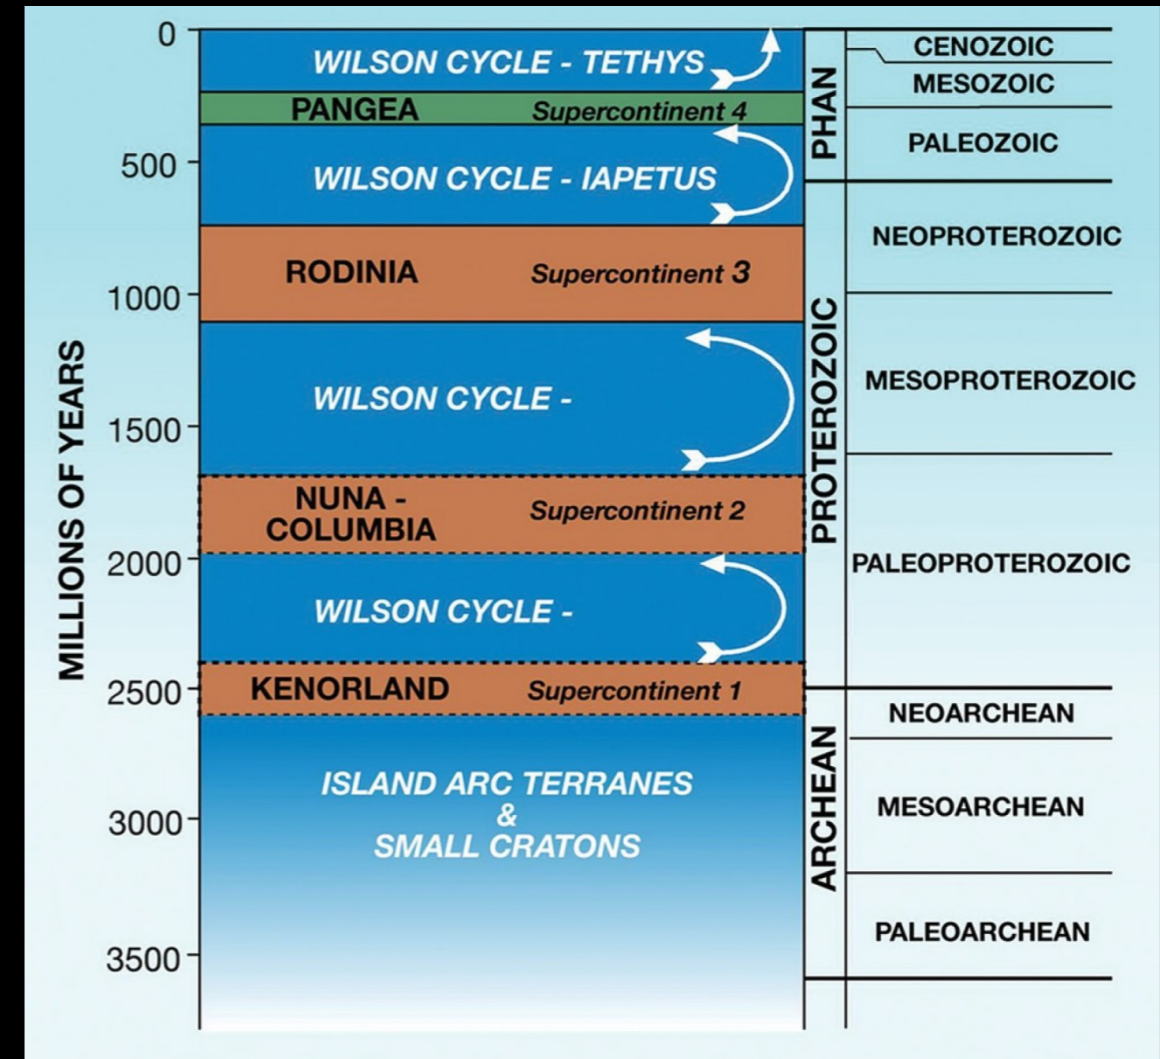 0
500
1000
1500
2000
2500
3000
3500
MILLIONS OF YEARS
WILSON CYCLE - TETHYS
PANGEA Supercontinent 4
WILSON CYCLE - IAPETUS
RODINIA Supercontinent 3
WILSON CYCLE -
NUNA -
COLUMBIA
Supercontinent 2
WILSON CYCLE -
KENORLAND Supercontinent 1
ISLAND ARC TERRANES
&
SMALL CRATONS
PHAN
PROTEROZOIC
ARCHEAN
CENOZOIC
MESOZOIC
PALEOZOIC
NEOPROTEROZOIC
MESOPROTEROZOIC
PALEOPROTEROZOIC
NEOARCHEAN
MESOARCHEAN
PALEOARCHEAN